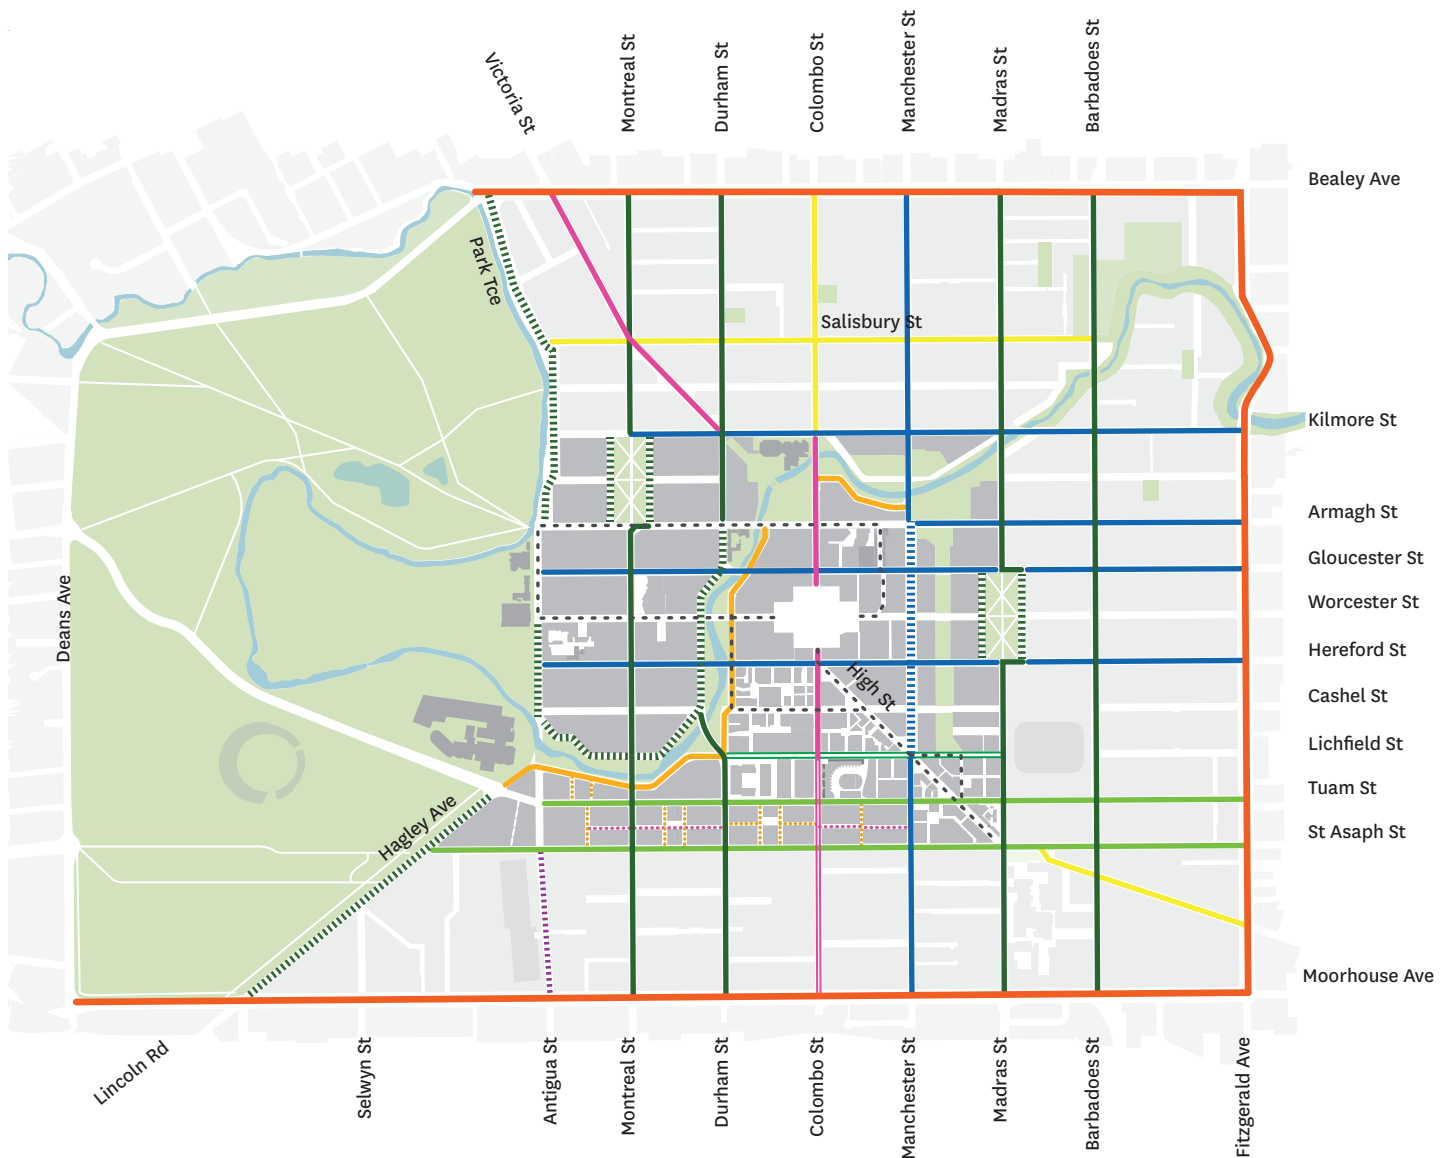 Victoria St
Montreal St
Durham St
Colombo St
Manchester St
Madras St
Barbadoes St
Bealey Ave
Park Tce
Salisbury St
Kilmore St
Armagh St
Gloucester St
Deans Ave
Worcester St
Hereford St
High St
Cashel St
Lichfield St
Tuam St
Hagley Ave
St Asaph St
Moorhouse Ave
Lincoln Rd
Selwyn St
Antigua St
Montreal St
Durham St
Colombo St
Manchester St
Madras St
Barbadoes St
Fitzgerald Ave